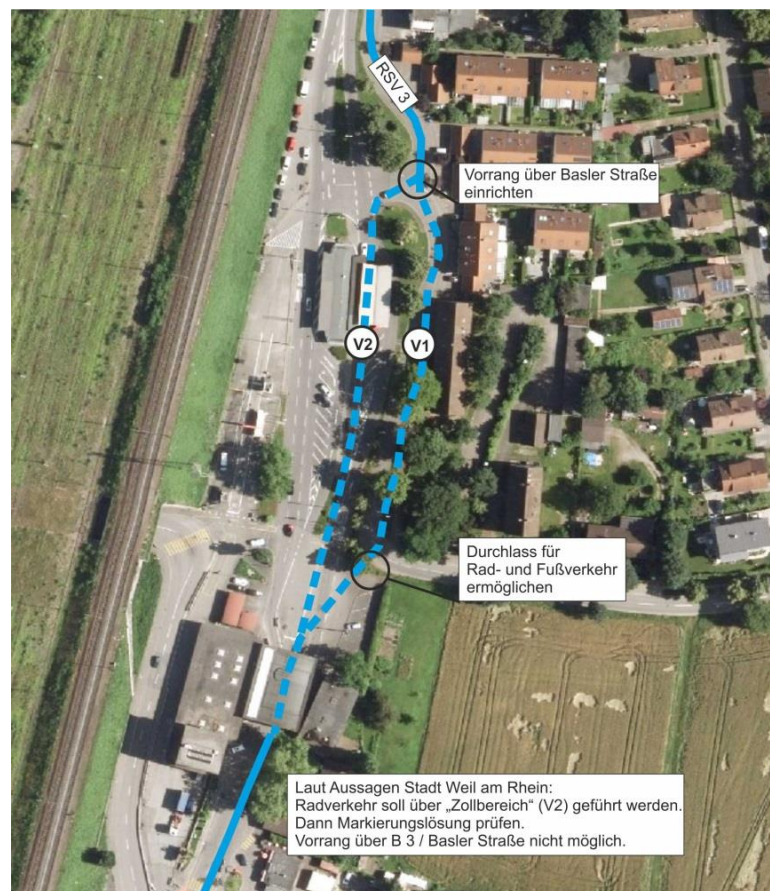 RSV 3
Vorrang über Basler Straße
einrichten
V2
V1
Durchlass für
Rad- und Fußverkehr
ermöglichen
Laut Aussagen Stadt Weil am Rhein:
Radverkehr soll über „Zollbereich“ (V2) geführt werden.
Dann Markierungslösung prüfen.
Vorrang über B 3 / Basler Straße nicht möglich.